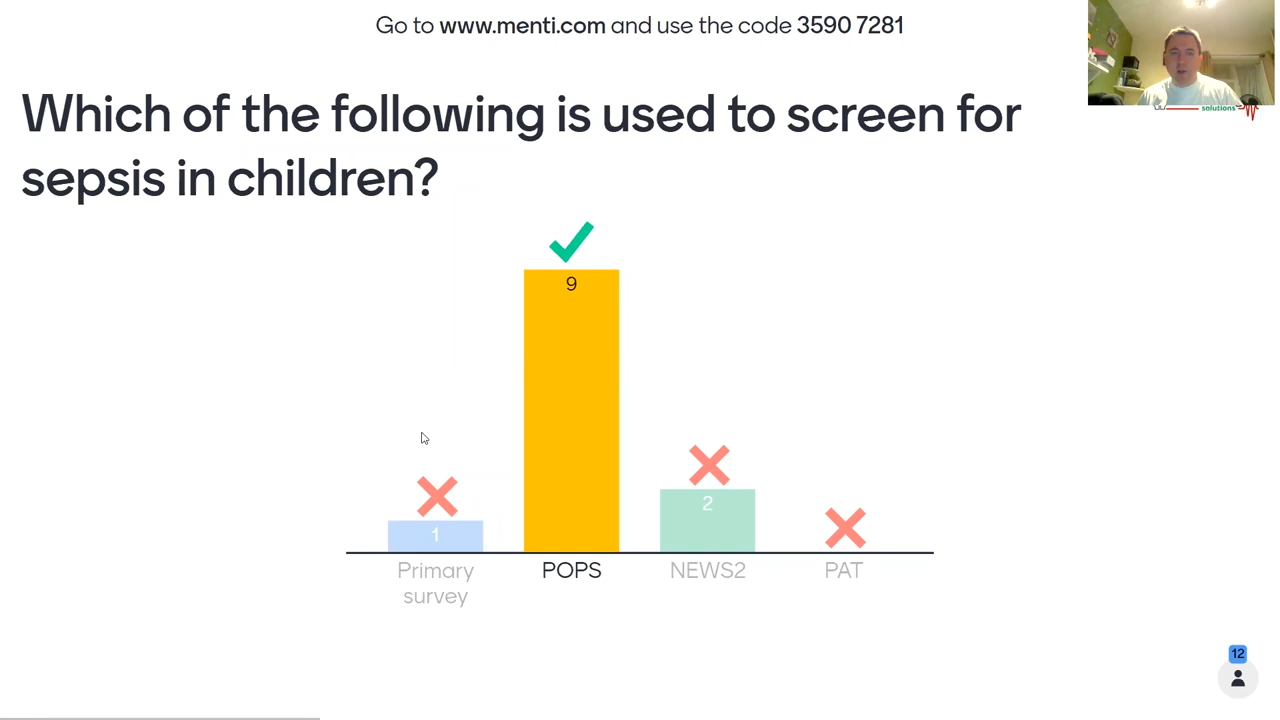 Go to www.menti.com and use the code 3590 7281
solutions
Which of the following is used to screen for
sepsis in children?
9
1
2
Primary
survey
POPS
NEWS2
PAT
12